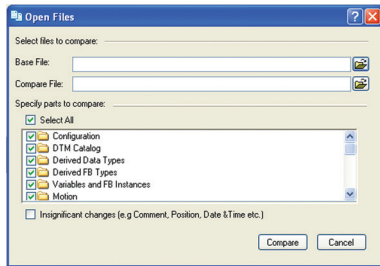 Open Files
Select files to compare:
Base File:
Compare File:
Specify parts to compare:
Select All
Configuration
DTM Catalog
Derived Data Types
Derived FB Types
Variables and FB Instances
Motion
Insignificant changes (e.g Comment, Position, Date &Time etc.)
Compare Cancel